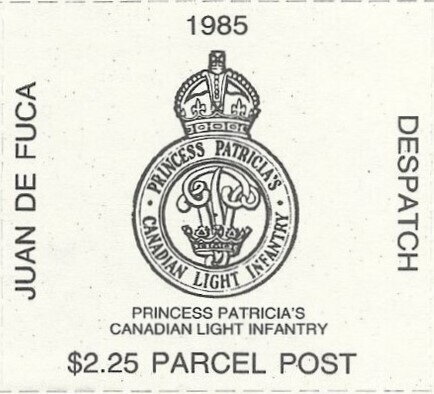 1985
JUAN DE FUCA
DESPATCH
· PRINCESS PATRICIA'S ·
CANADIAN LIGHT INFANTRY
VP
PRINCESS PATRICIA'S
CANADIAN LIGHT INFANTRY
$2.25 PARCEL POST